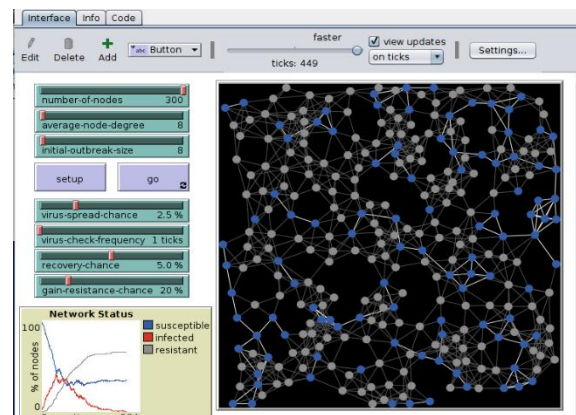 Interface Info Code
Edit Delete Add abc Button faster view updates Settings...
ticks: 449 on ticks
number-of-nodes 300
average-node-degree 8
initial-outbreak-size 8
setup go
virus-spread-chance 2.5 %
virus-check-frequency 1 ticks
recovery-chance 5.0 %
gain-resistance-chance 20 %
Network Status
100
% of nodes
0
susceptible
infected
resistant